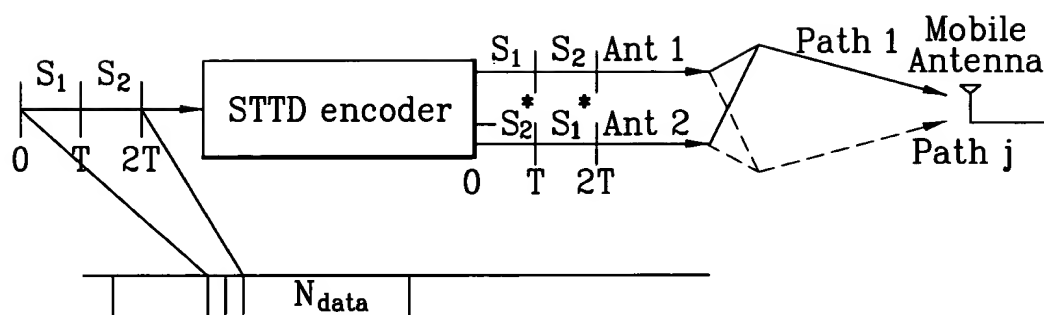 S₁ S₂
0 T 2T
STTD encoder
S₁ S₂ Ant 1
-S₂* S₁* Ant 2
0 T 2T
Path 1
Path j
Mobile
Antenna
N_data